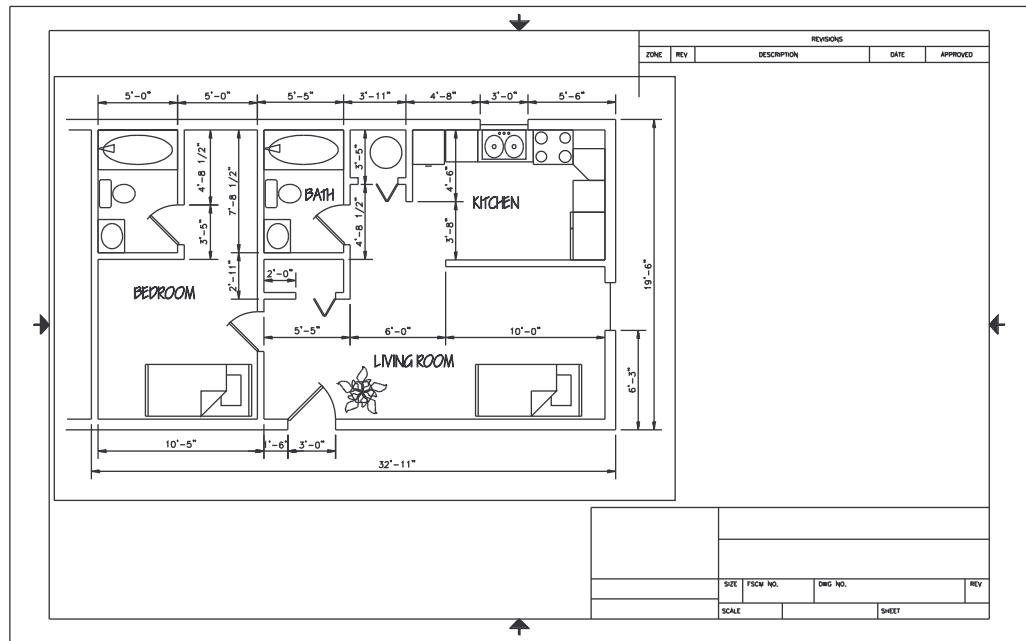 REVISIONS
ZONE REV DESCRIPTION DATE APPROVED
5'-0" 5'-0" 5'-5" 3'-11" 4'-8" 3'-0" 5'-6"
4'-8 1/2"
7'-8 1/2"
3'-5"
4'-6"
BATH
KITCHEN
3'-5"
4'-8 1/2"
3'-8"
2'-11"
2'-0"
19'-6"
BEDROOM
5'-5" 6'-0" 10'-0"
LIVING ROOM
6'-3"
10'-5" 1'-6" 3'-0"
32'-11"
SIZE FSCM NO. DWG NO. REV
SCALE SHEET